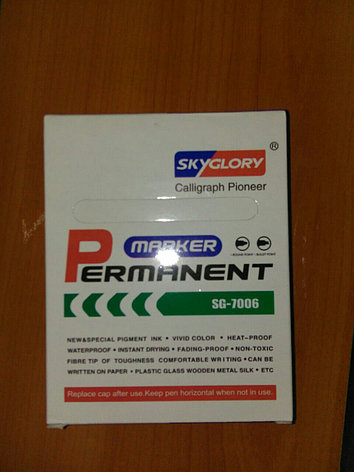 SKYGLORY ®
Calligraph Pioneer
MARKER
PERMANENT
SG-7006
NEW&SPECIAL PIGMENT INK • VIVID COLOR • HEAT-PROOF
WATERPROOF • INSTANT DRYING • FADING-PROOF • NON-TOXIC
FIBRE TIP OF TOUGHNESS COMFORTABLE WRITING • CAN BE
WRITTEN ON PAPER • PLASTIC GLASS WOODEN METAL SILK • ETC
Replace cap after use.Keep pen horizontal when not in use.